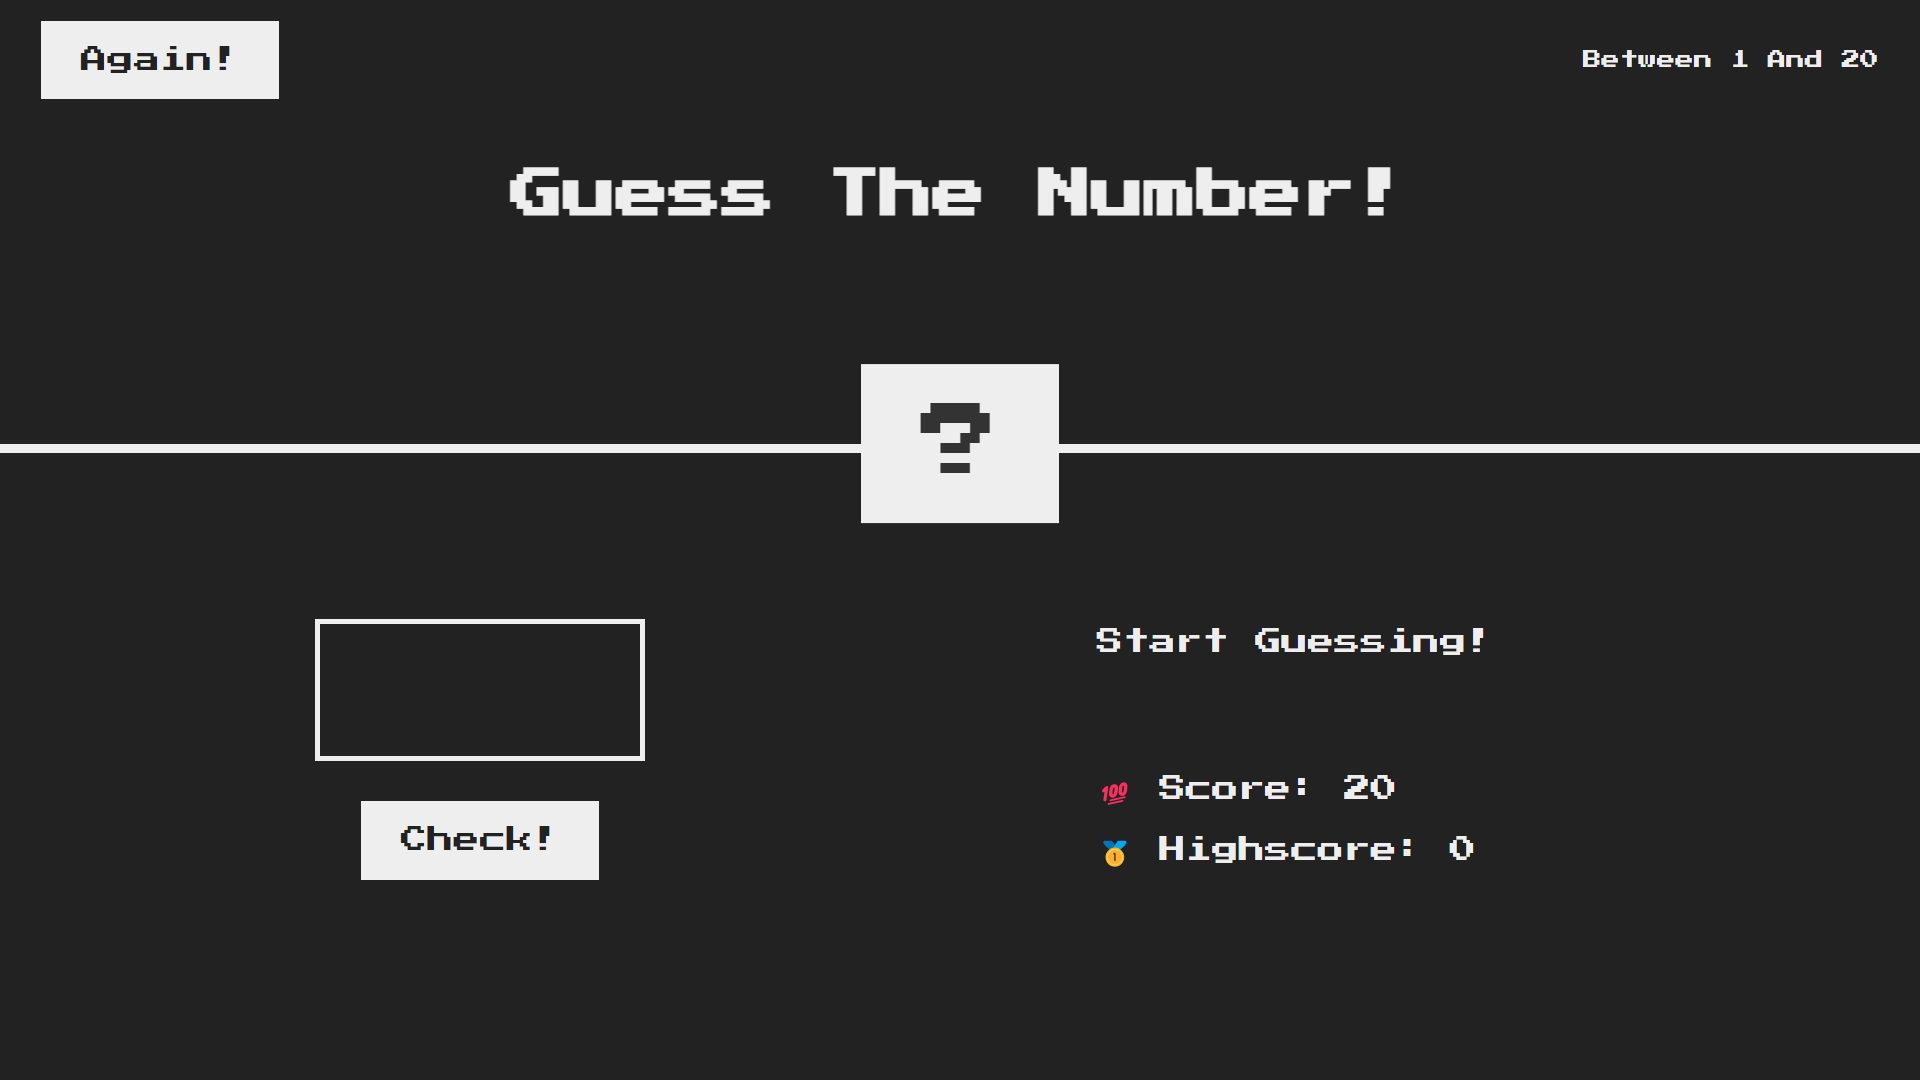 Again!
Between 1 And 20
Guess The Number!
?
Start Guessing!
💯 Score: 20
🥇 Highscore: 0
Check!